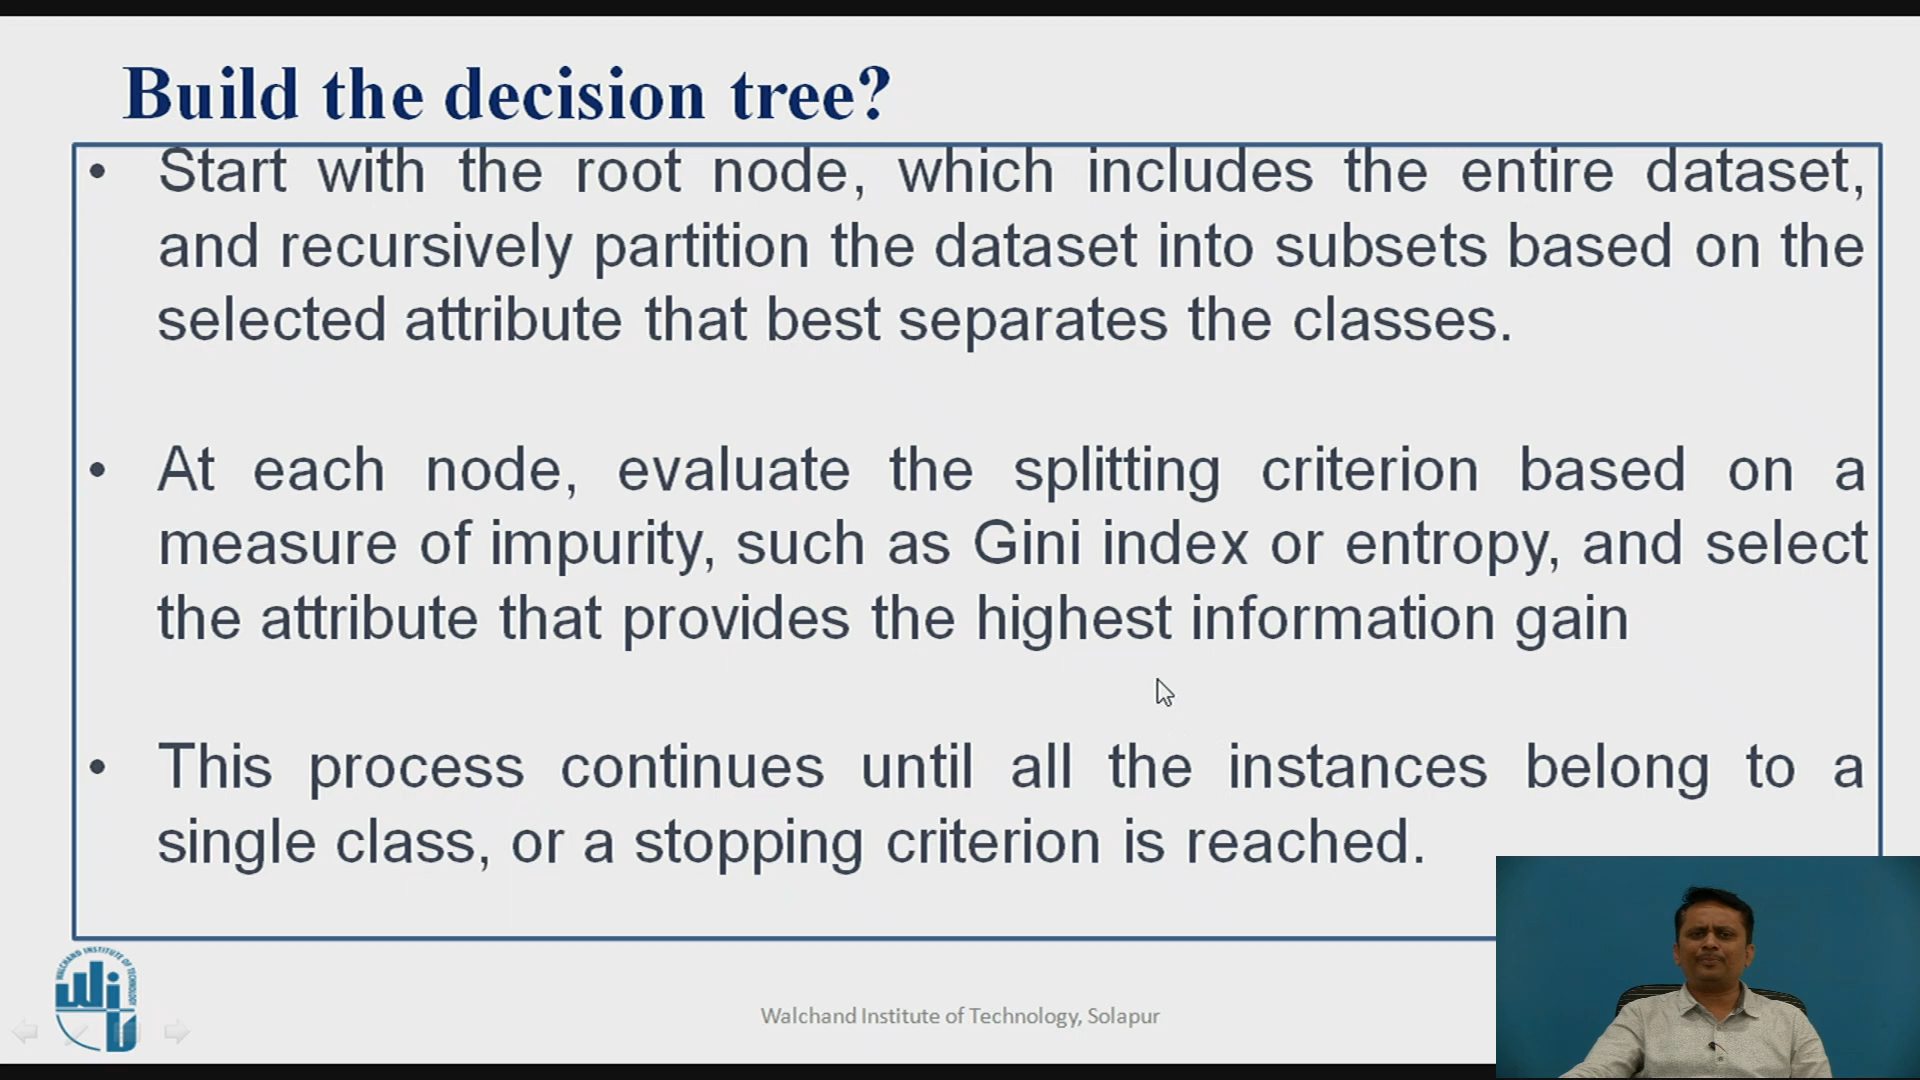 Build the decision tree?
• Start with the root node, which includes the entire dataset,
and recursively partition the dataset into subsets based on the
selected attribute that best separates the classes.
• At each node, evaluate the splitting criterion based on a
measure of impurity, such as Gini index or entropy, and select
the attribute that provides the highest information gain
• This process continues until all the instances belong to a
single class, or a stopping criterion is reached.
WALCHAND INSTITUTE OF TECHNOLOGY
Walchand Institute of Technology, Solapur